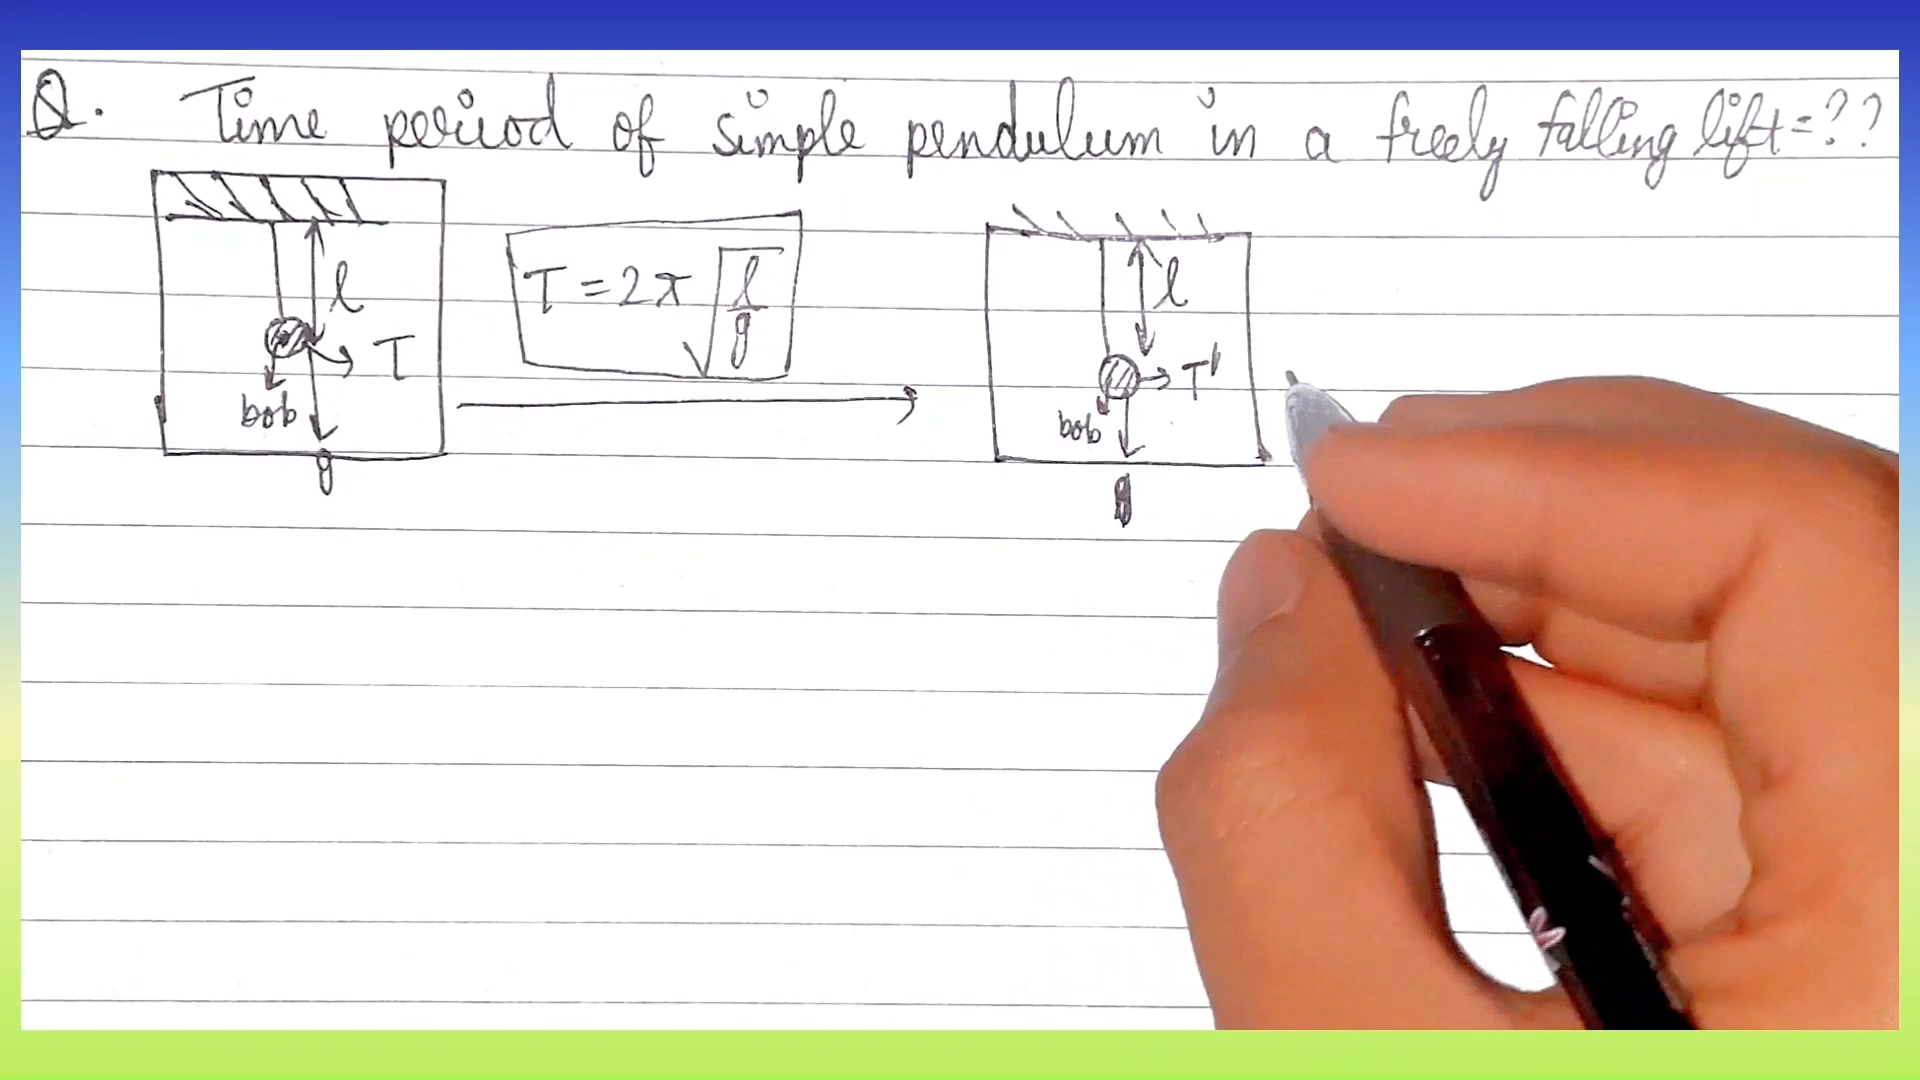 Q. Time period of simple pendulum in a freely falling lift=??
l
T
bob
g
T = 2π √l/g
l
T'
bob
g